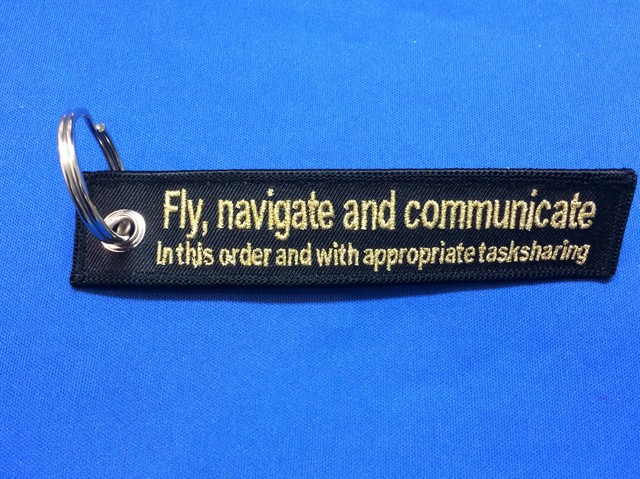 Fly, navigate and communicate
In this order and with appropriate tasksharing